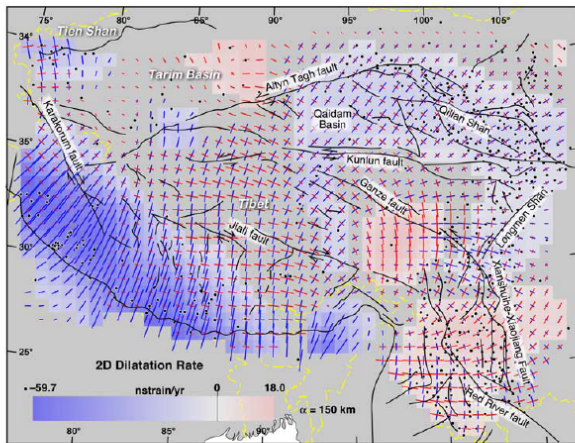 75° 80° 85° 90° 95° 100° 105°
34°
Tien Shan
Tarim Basin
Altyn Tagh fault
Karakorum fault
Qaidam
Basin
Qilian Shan
35°
Kunlun fault
Ganze fault
Tibet
Longmen Shan
30°
Jiali fault
Xianshuihe-Xiaojiang Fault
25°
2D Dilatation Rate
-59.7 nstrain/yr 0 18.0
α = 150 km
Red River fault
80° 85° 90° 95° 100°